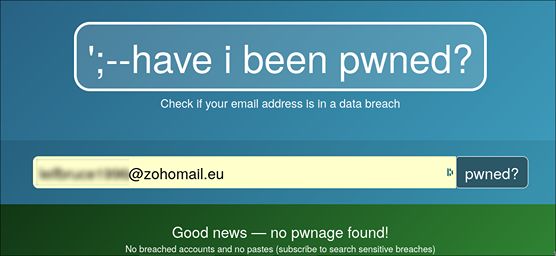 ';--have i been pwned?
Check if your email address is in a data breach
@zohomail.eu pwned?
Good news — no pwnage found!
No breached accounts and no pastes (subscribe to search sensitive breaches)